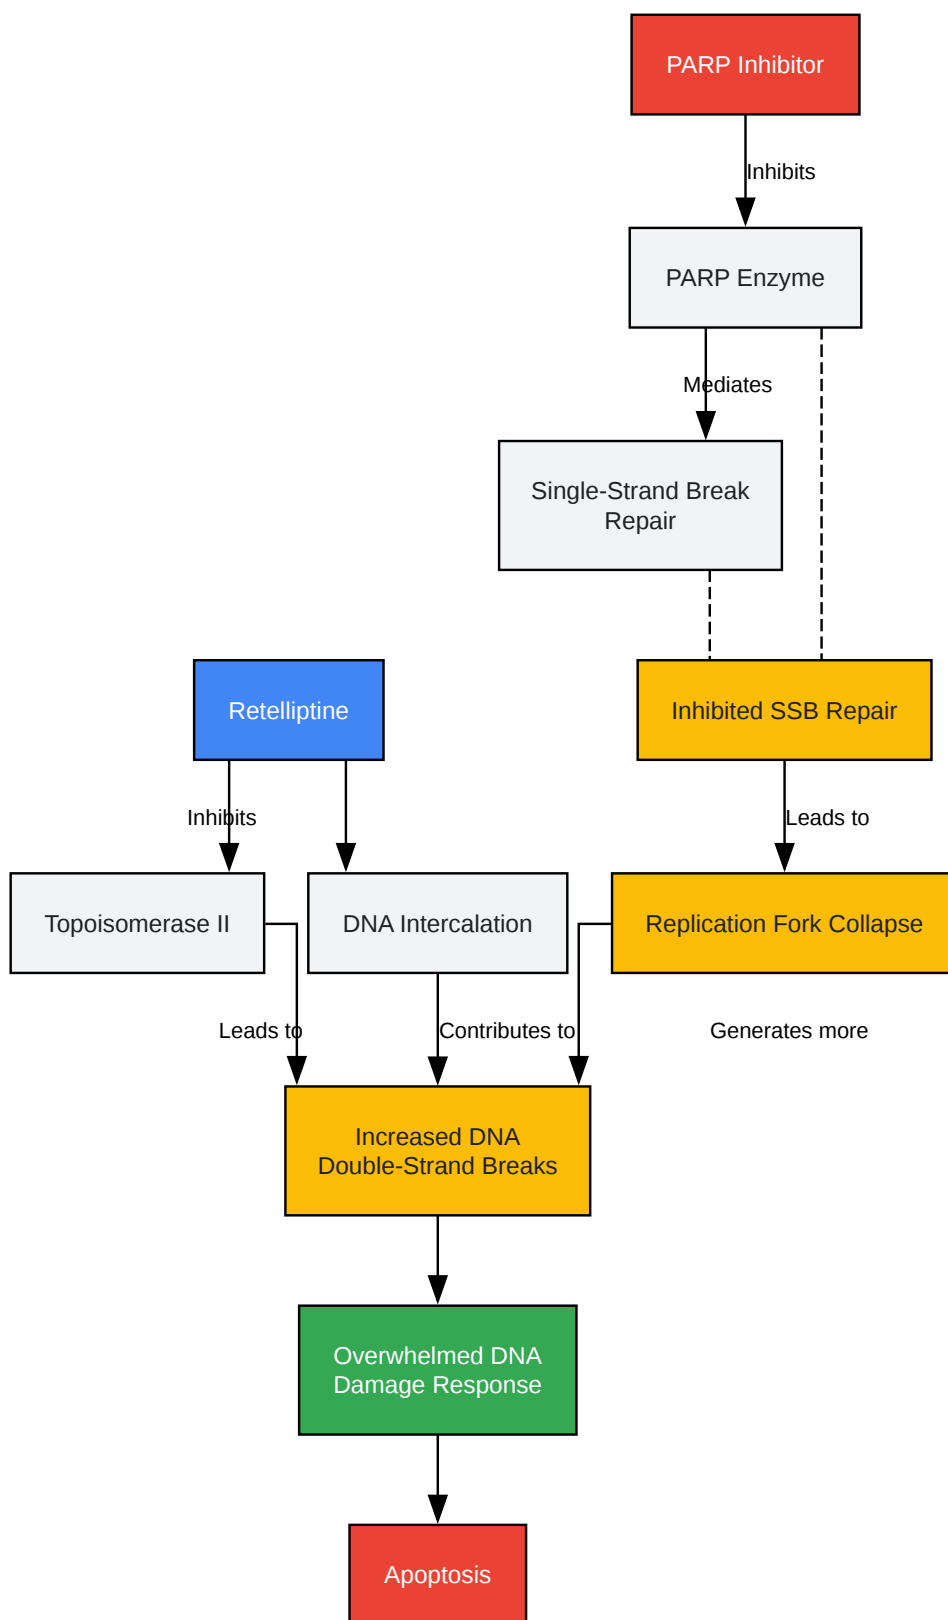 PARP Inhibitor
Inhibits
PARP Enzyme
Mediates
Single-Strand Break
Repair
Retelliptine
Inhibited SSB Repair
Inhibits
Leads to
Topoisomerase II
DNA Intercalation
Replication Fork Collapse
Leads to
Contributes to
Generates more
Increased DNA
Double-Strand Breaks
Overwhelmed DNA
Damage Response
Apoptosis